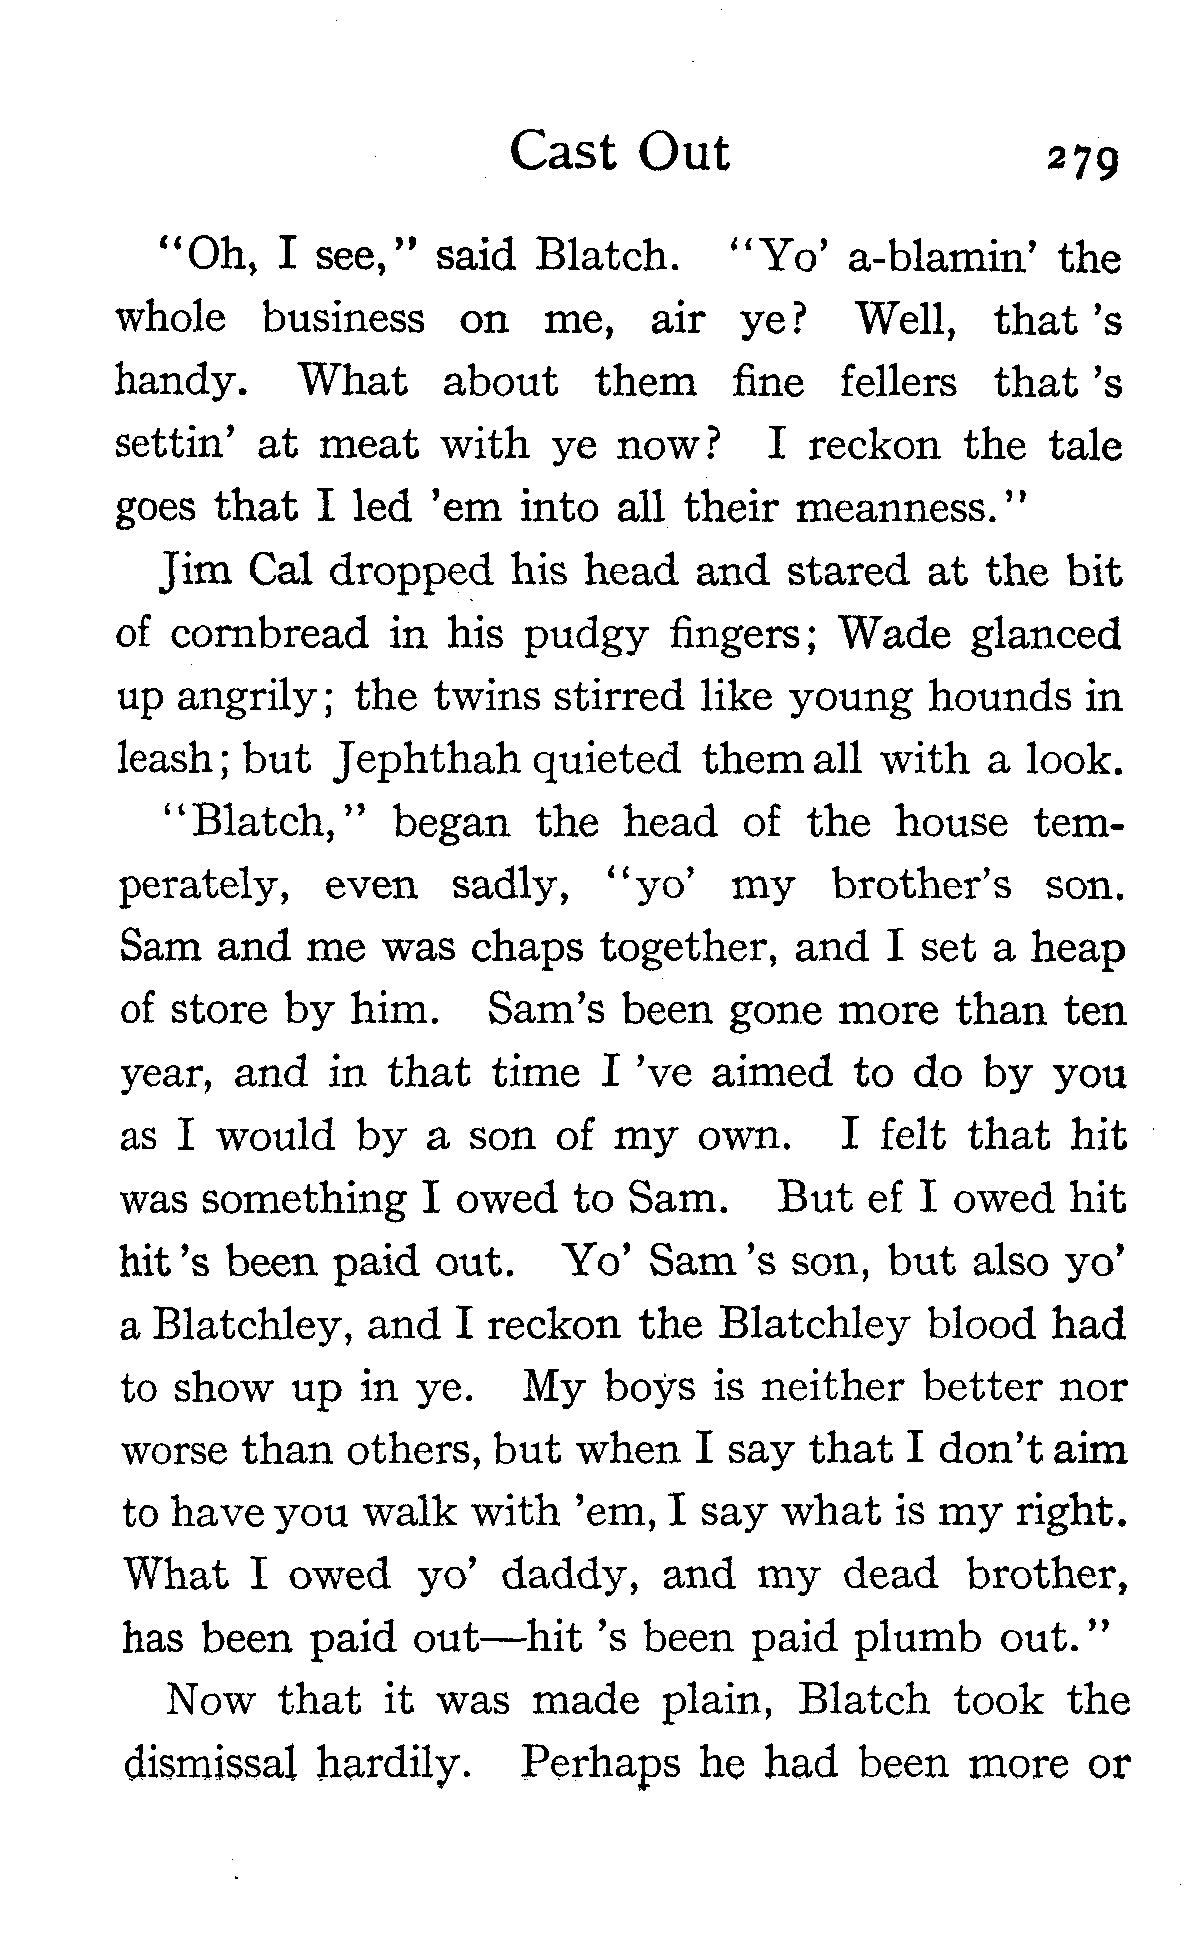 Cast Out 279
"Oh, I see," said Blatch. "Yo' a-blamin' the
whole business on me, air ye? Well, that 's
handy. What about them fine fellers that 's
settin' at meat with ye now? I reckon the tale
goes that I led 'em into all their meanness."
Jim Cal dropped his head and stared at the bit
of cornbread in his pudgy fingers; Wade glanced
up angrily; the twins stirred like young hounds in
leash; but Jephthah quieted them all with a look.
"Blatch," began the head of the house tem-
perately, even sadly, "yo' my brother's son.
Sam and me was chaps together, and I set a heap
of store by him. Sam's been gone more than ten
year, and in that time I 've aimed to do by you
as I would by a son of my own. I felt that hit
was something I owed to Sam. But ef I owed hit
hit 's been paid out. Yo' Sam 's son, but also yo'
a Blatchley, and I reckon the Blatchley blood had
to show up in ye. My boys is neither better nor
worse than others, but when I say that I don't aim
to have you walk with 'em, I say what is my right.
What I owed yo' daddy, and my dead brother,
has been paid out—hit 's been paid plumb out."
Now that it was made plain, Blatch took the
dismissal hardily. Perhaps he had been more or